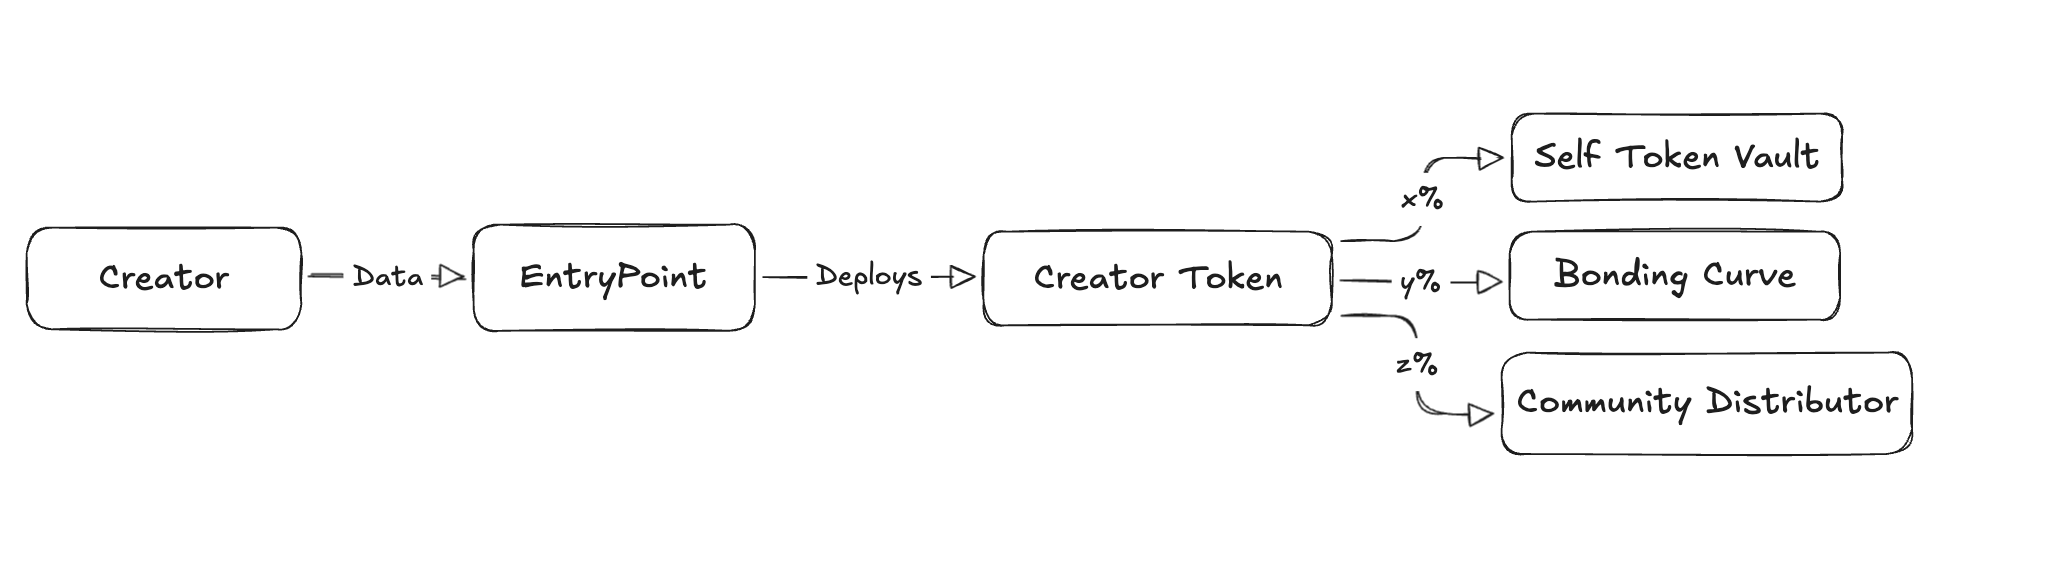 Creator
Data
EntryPoint
Deploys
Creator Token
x%
Self Token Vault
y%
Bonding Curve
z%
Community Distributor